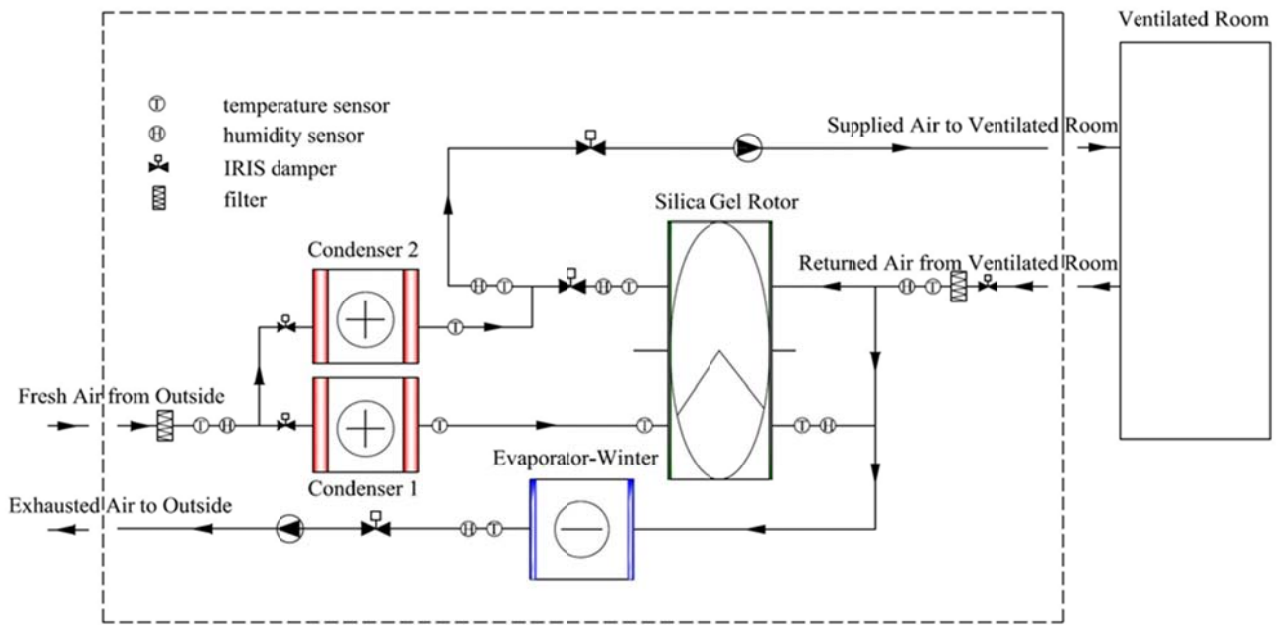 Ventilated Room
T temperature sensor
H humidity sensor
IRIS damper
filter
Supplied Air to Ventilated Room
Silica Gel Rotor
Condenser 2
Returned Air from Ventilated Room
H T
H T
H T
T
Fresh Air from Outside
T H
T
T
T H
Evaporator-Winter
Condenser 1
Exhausted Air to Outside
H T